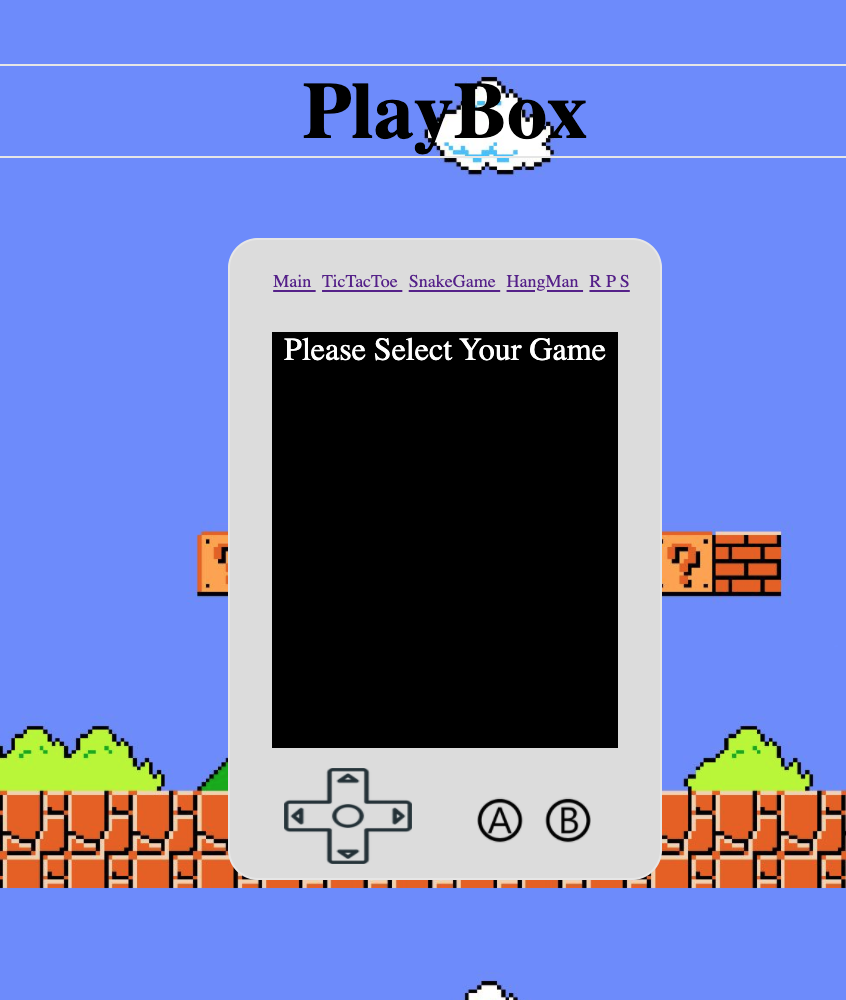 PlayBox
Main TicTacToe SnakeGame HangMan R P S
Please Select Your Game
?
?
A B